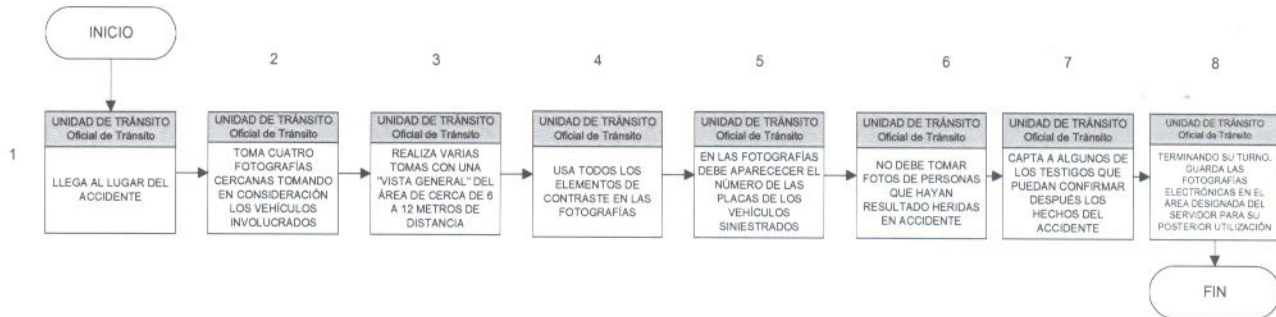 INICIO
1
UNIDAD DE TRÁNSITO
Oficial de Tránsito
LLEGA AL LUGAR DEL
ACCIDENTE
2
UNIDAD DE TRÁNSITO
Oficial de Tránsito
TOMA CUATRO
FOTOGRAFÍAS
CERCANAS TOMANDO
EN CONSIDERACIÓN
LOS VEHÍCULOS
INVOLUCRADOS
3
UNIDAD DE TRÁNSITO
Oficial de Tránsito
REALIZA VARIAS
TOMAS CON UNA
"VISTA GENERAL" DEL
ÁREA DE CERCA DE 6
A 12 METROS DE
DISTANCIA
4
UNIDAD DE TRÁNSITO
Oficial de Tránsito
USA TODOS LOS
ELEMENTOS DE
CONTRASTE EN LAS
FOTOGRAFÍAS
5
UNIDAD DE TRÁNSITO
Oficial de Tránsito
EN LAS FOTOGRAFÍAS
DEBE APARECECER EL
NÚMERO DE LAS
PLACAS DE LOS
VEHÍCULOS
SINIESTRADOS
6
UNIDAD DE TRÁNSITO
Oficial de Tránsito
NO DEBE TOMAR
FOTOS DE PERSONAS
QUE HAYAN
RESULTADO HERIDAS
EN ACCIDENTE
7
UNIDAD DE TRÁNSITO
Oficial de Tránsito
CAPTA A ALGUNOS DE
LOS TESTIGOS QUE
PUEDAN CONFIRMAR
DESPUÉS LOS
HECHOS DEL
ACCIDENTE
8
UNIDAD DE TRÁNSITO
Oficial de Tránsito
TERMINANDO SU TURNO,
GUARDA LAS
FOTOGRAFÍAS
ELECTRÓNICAS EN EL
ÁREA DESIGNADA DEL
SERVIDOR PARA SU
POSTERIOR UTILIZACIÓN
FIN